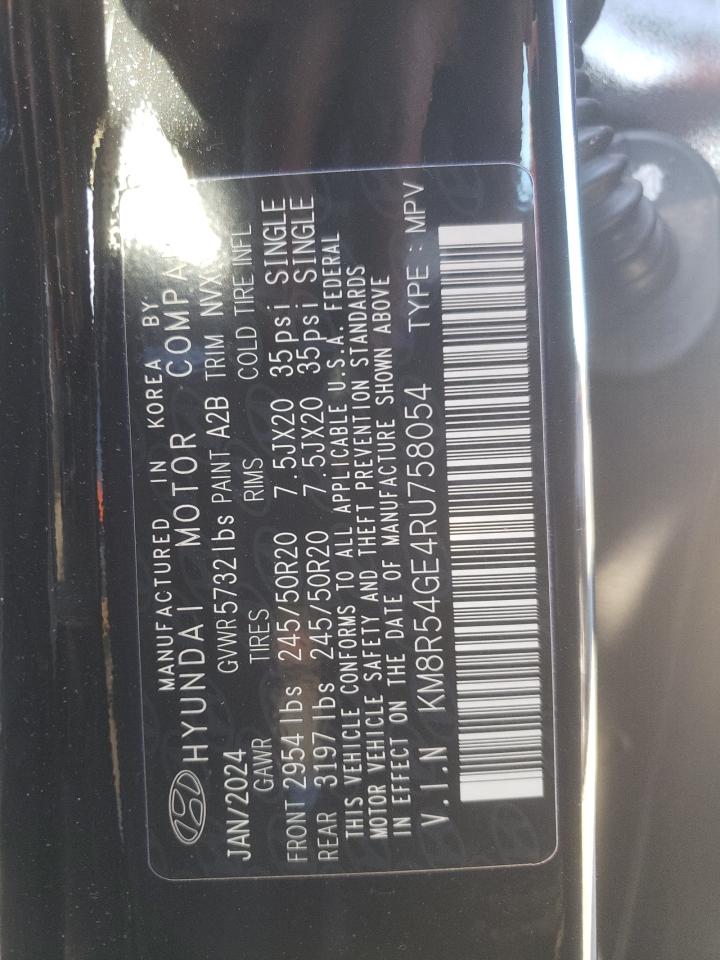 MANUFACTURED IN KOREA BY
HYUNDAI MOTOR COMPA
JAN/2024 GVWR5732lbs PAINT A2B TRIM NVX
GAWR TIRES RIMS COLD TIRE INFL
FRONT 2954lbs 245/50R20 7.5JX20 35psi SINGLE
REAR 3197lbs 245/50R20 7.5JX20 35psi SINGLE
THIS VEHICLE CONFORMS TO ALL APPLICABLE U.S.A. FEDERAL
MOTOR VEHICLE SAFETY AND THEFT PREVENTION STANDARDS
IN EFFECT ON THE DATE OF MANUFACTURE SHOWN ABOVE
V.I.N KM8R54GE4RU758054 TYPE : MPV